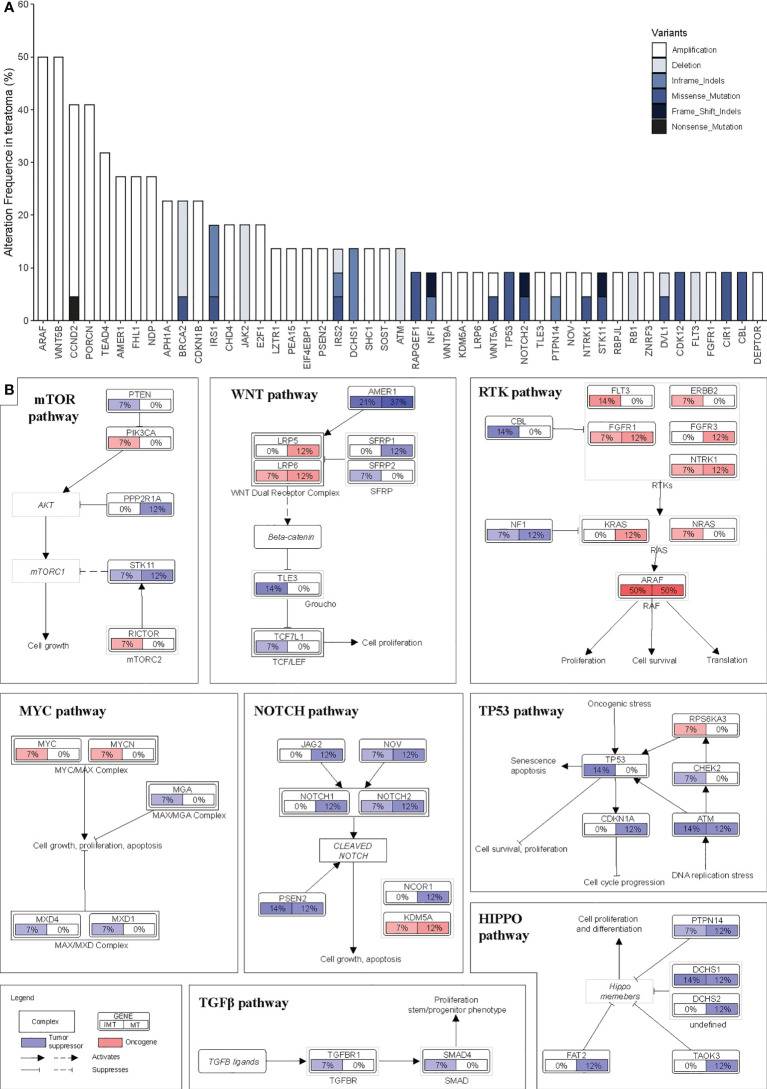 A
Alteration Frequence in teratoma (%)
60
50
40
30
20
10
0
Variants
Amplification
Deletion
Inframe_Indels
Missense_Mutation
Frame_Shift_Indels
Nonsense_Mutation
ARAF
WNT5B
CCND2
PORCN
TEAD4
AMER1
FHL1
NDP
APH1A
BRCA2
CDKN1B
IRS1
CHD4
JAK2
E2F1
LZTR1
PEA15
EIF4EBP1
PSEN2
IRS2
DCHS1
SHC1
SOST
ATM
RAPGEF1
NF1
WNT9A
KDM5A
LRP6
WNT5A
TP53
NOTCH2
TLE3
PTPN14
NOV
NTRK1
STK11
RBPJL
RB1
ZNRF3
DVL1
CDK12
FLT3
FGFR1
CIR1
CBL
DEPTOR
B
mTOR pathway
PTEN
7% 0%
PIK3CA
7% 0%
AKT
PPP2R1A
0% 12%
mTORC1
STK11
7% 12%
RICTOR
7% 0%
mTORC2
Cell growth
WNT pathway
AMER1
21% 37%
LRP5
0% 12%
LRP6
7% 12%
WNT Dual Receptor Complex
SFRP1
0% 12%
SFRP2
7% 0%
SFRP
Beta-catenin
TLE3
14% 0%
Groucho
TCF7L1
7% 0%
TCF/LEF
Cell proliferation
RTK pathway
FLT3
14% 0%
ERBB2
7% 0%
CBL
14% 0%
FGFR1
7% 12%
FGFR3
0% 12%
NTRK1
7% 12%
RTKs
NF1
7% 12%
KRAS
0% 12%
NRAS
7% 0%
RAS
ARAF
50% 50%
RAF
Proliferation
Cell survival
Translation
MYC pathway
MYC
7% 0%
MYCN
7% 0%
MYC/MAX Complex
MGA
7% 0%
MAX/MGA Complex
Cell growth, proliferation, apoptosis
MXD4
7% 0%
MXD1
7% 0%
MAX/MXD Complex
NOTCH pathway
JAG2
0% 12%
NOV
7% 12%
NOTCH1
0% 12%
NOTCH2
7% 12%
CLEAVED NOTCH
PSEN2
14% 12%
NCOR1
0% 12%
KDM5A
7% 12%
Cell growth, apoptosis
TP53 pathway
Oncogenic stress
RPS6KA3
7% 0%
Senescence
apoptosis
TP53
14% 0%
CHEK2
7% 0%
CDKN1A
0% 12%
ATM
14% 12%
Cell survival, proliferation
Cell cycle progression
DNA replication stress
HIPPO pathway
Cell proliferation
and differentiation
PTPN14
7% 12%
Hippo
memebers
DCHS1
14% 12%
DCHS2
0% 12%
undefined
FAT2
0% 12%
TAOK3
0% 12%
Legend
Complex
GENE
IMT MT
Tumor suppressor
Oncogene
Activates
Suppresses
TGFβ pathway
Proliferation
stem/progenitor phenotype
TGFB ligands
TGFBR1
7% 0%
TGFBR
SMAD4
7% 0%
SMAD